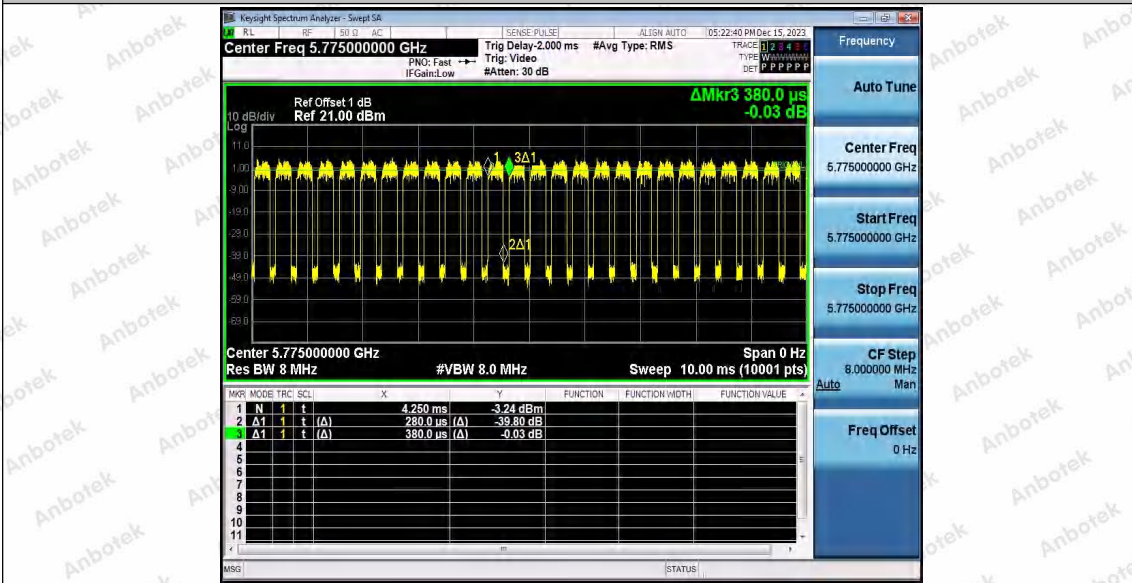 Keysight Spectrum Analyzer - Swept SA
RL RF 50 Ω AC SENSE:PULSE ALIGN AUTO 05:22:40 PM Dec 15, 2023
Center Freq 5.775000000 GHz Trig Delay-2.000 ms #Avg Type: RMS TRACE 1 2 3 4 5 6
PNO: Fast Trig: Video TYPE W
IFGain:Low #Atten: 30 dB DET P P P P P P
Frequency
Auto Tune
Center Freq
5.775000000 GHz
Start Freq
5.775000000 GHz
Stop Freq
5.775000000 GHz
CF Step
8.000000 MHz
Auto Man
Freq Offset
0 Hz
ΔMkr3 380.0 µs
-0.03 dB
Ref Offset 1 dB
10 dB/div Ref 21.00 dBm
Log
11.0
1.00
-9.00
-19.0
-29.0
-39.0
-49.0
-59.0
-69.0
1 3Δ1
2Δ1
Center 5.775000000 GHz Span 0 Hz
Res BW 8 MHz #VBW 8.0 MHz Sweep 10.00 ms (10001 pts)
MKR MODE TRC SCL X Y FUNCTION FUNCTION WIDTH FUNCTION VALUE
1 N 1 t 4.250 ms -3.24 dBm
2 Δ1 1 t (Δ) 280.0 µs (Δ) -39.80 dB
3 Δ1 1 t (Δ) 380.0 µs (Δ) -0.03 dB
4
5
6
7
8
9
10
11
MSG STATUS
Anbotek